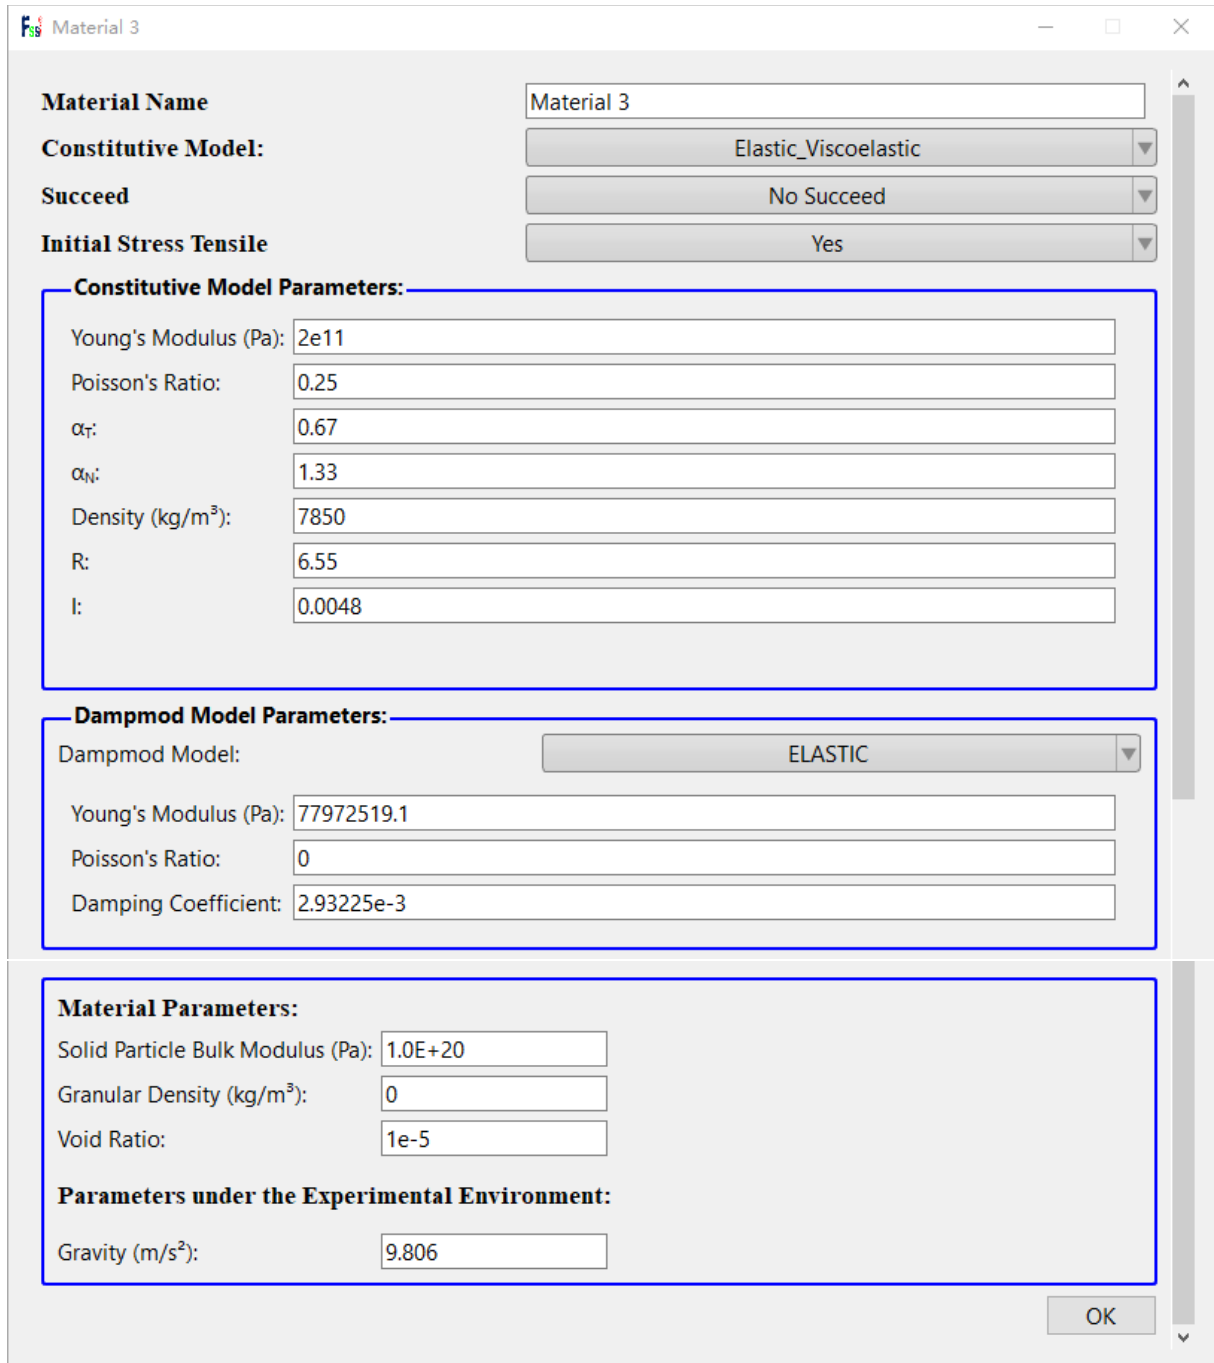 FSSI Material 3
Material Name Material 3
Constitutive Model: Elastic_Viscoelastic
Succeed No Succeed
Initial Stress Tensile Yes
Constitutive Model Parameters:
Young's Modulus (Pa): 2e11
Poisson's Ratio: 0.25
α_T: 0.67
α_N: 1.33
Density (kg/m³): 7850
R: 6.55
I: 0.0048
Dampmod Model Parameters:
Dampmod Model: ELASTIC
Young's Modulus (Pa): 77972519.1
Poisson's Ratio: 0
Damping Coefficient: 2.93225e-3
Material Parameters:
Solid Particle Bulk Modulus (Pa): 1.0E+20
Granular Density (kg/m³): 0
Void Ratio: 1e-5
Parameters under the Experimental Environment:
Gravity (m/s²): 9.806
OK